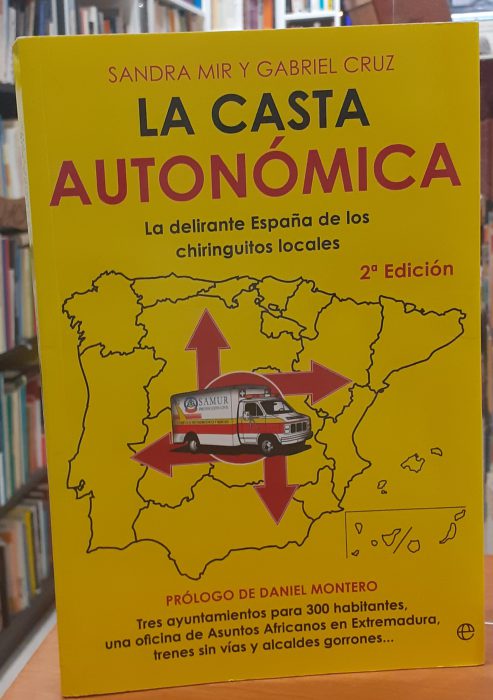 SANDRA MIR Y GABRIEL CRUZ
LA CASTA
AUTONÓMICA
La delirante España de los
chiringuitos locales
2ª Edición
SAMUR
PRÓLOGO DE DANIEL MONTERO
Tres ayuntamientos para 300 habitantes,
una oficina de Asuntos Africanos en Extremadura,
trenes sin vías y alcaldes gorrones...